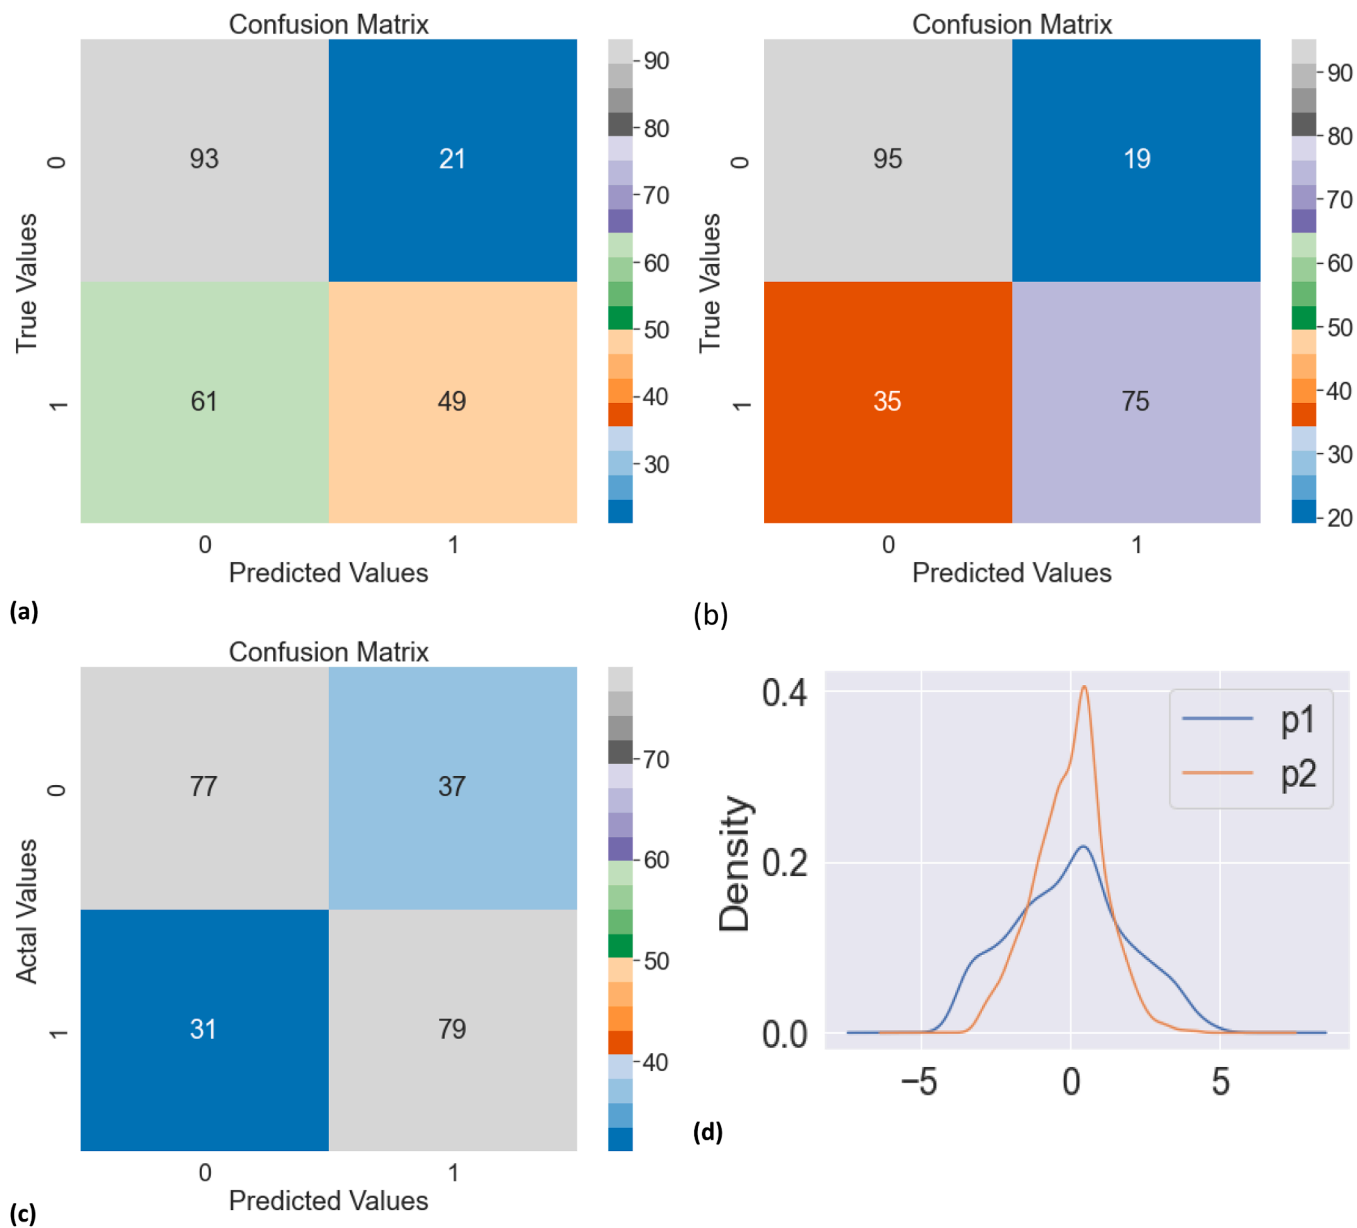 Confusion Matrix
93 21
61 49
0
1
True Values
0 1
Predicted Values
90
80
70
60
50
40
30
(a)
Confusion Matrix
95 19
35 75
0
1
True Values
0 1
Predicted Values
90
80
70
60
50
40
30
20
(b)
Confusion Matrix
77 37
31 79
0
1
Actal Values
0 1
Predicted Values
70
60
50
40
(c)
0.4
0.2
0.0
Density
p1
p2
−5 0 5
(d)